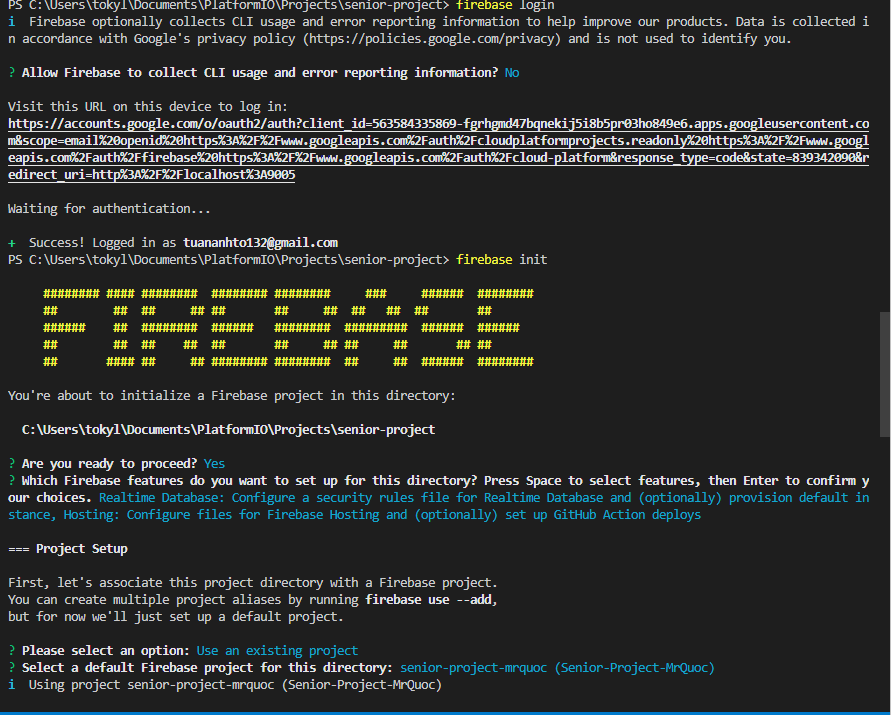 PS C:\Users\tokyl\Documents\PlatformIO\Projects\senior-project> firebase login
i  Firebase optionally collects CLI usage and error reporting information to help improve our products. Data is collected i
n accordance with Google's privacy policy (https://policies.google.com/privacy) and is not used to identify you.
? Allow Firebase to collect CLI usage and error reporting information? No
Visit this URL on this device to log in:
https://accounts.google.com/o/oauth2/auth?client_id=563584335869-fgrhgmd47bqnekij5i8b5pr03ho849e6.apps.googleusercontent.co
m&scope=email%20openid%20https%3A%2F%2Fwww.googleapis.com%2Fauth%2Fcloudplatformprojects.readonly%20https%3A%2F%2Fwww.googl
eapis.com%2Fauth%2Ffirebase%20https%3A%2F%2Fwww.googleapis.com%2Fauth%2Fcloud-platform&response_type=code&state=839342090&r
edirect_uri=http%3A%2F%2Flocalhost%3A9005
Waiting for authentication...
+  Success! Logged in as tuananhto132@gmail.com
PS C:\Users\tokyl\Documents\PlatformIO\Projects\senior-project> firebase init
FIREBASE
You're about to initialize a Firebase project in this directory:
C:\Users\tokyl\Documents\PlatformIO\Projects\senior-project
? Are you ready to proceed? Yes
? Which Firebase features do you want to set up for this directory? Press Space to select features, then Enter to confirm y
our choices. Realtime Database: Configure a security rules file for Realtime Database and (optionally) provision default in
stance, Hosting: Configure files for Firebase Hosting and (optionally) set up GitHub Action deploys
=== Project Setup
First, let's associate this project directory with a Firebase project.
You can create multiple project aliases by running firebase use --add,
but for now we'll just set up a default project.
? Please select an option: Use an existing project
? Select a default Firebase project for this directory: senior-project-mrquoc (Senior-Project-MrQuoc)
i  Using project senior-project-mrquoc (Senior-Project-MrQuoc)